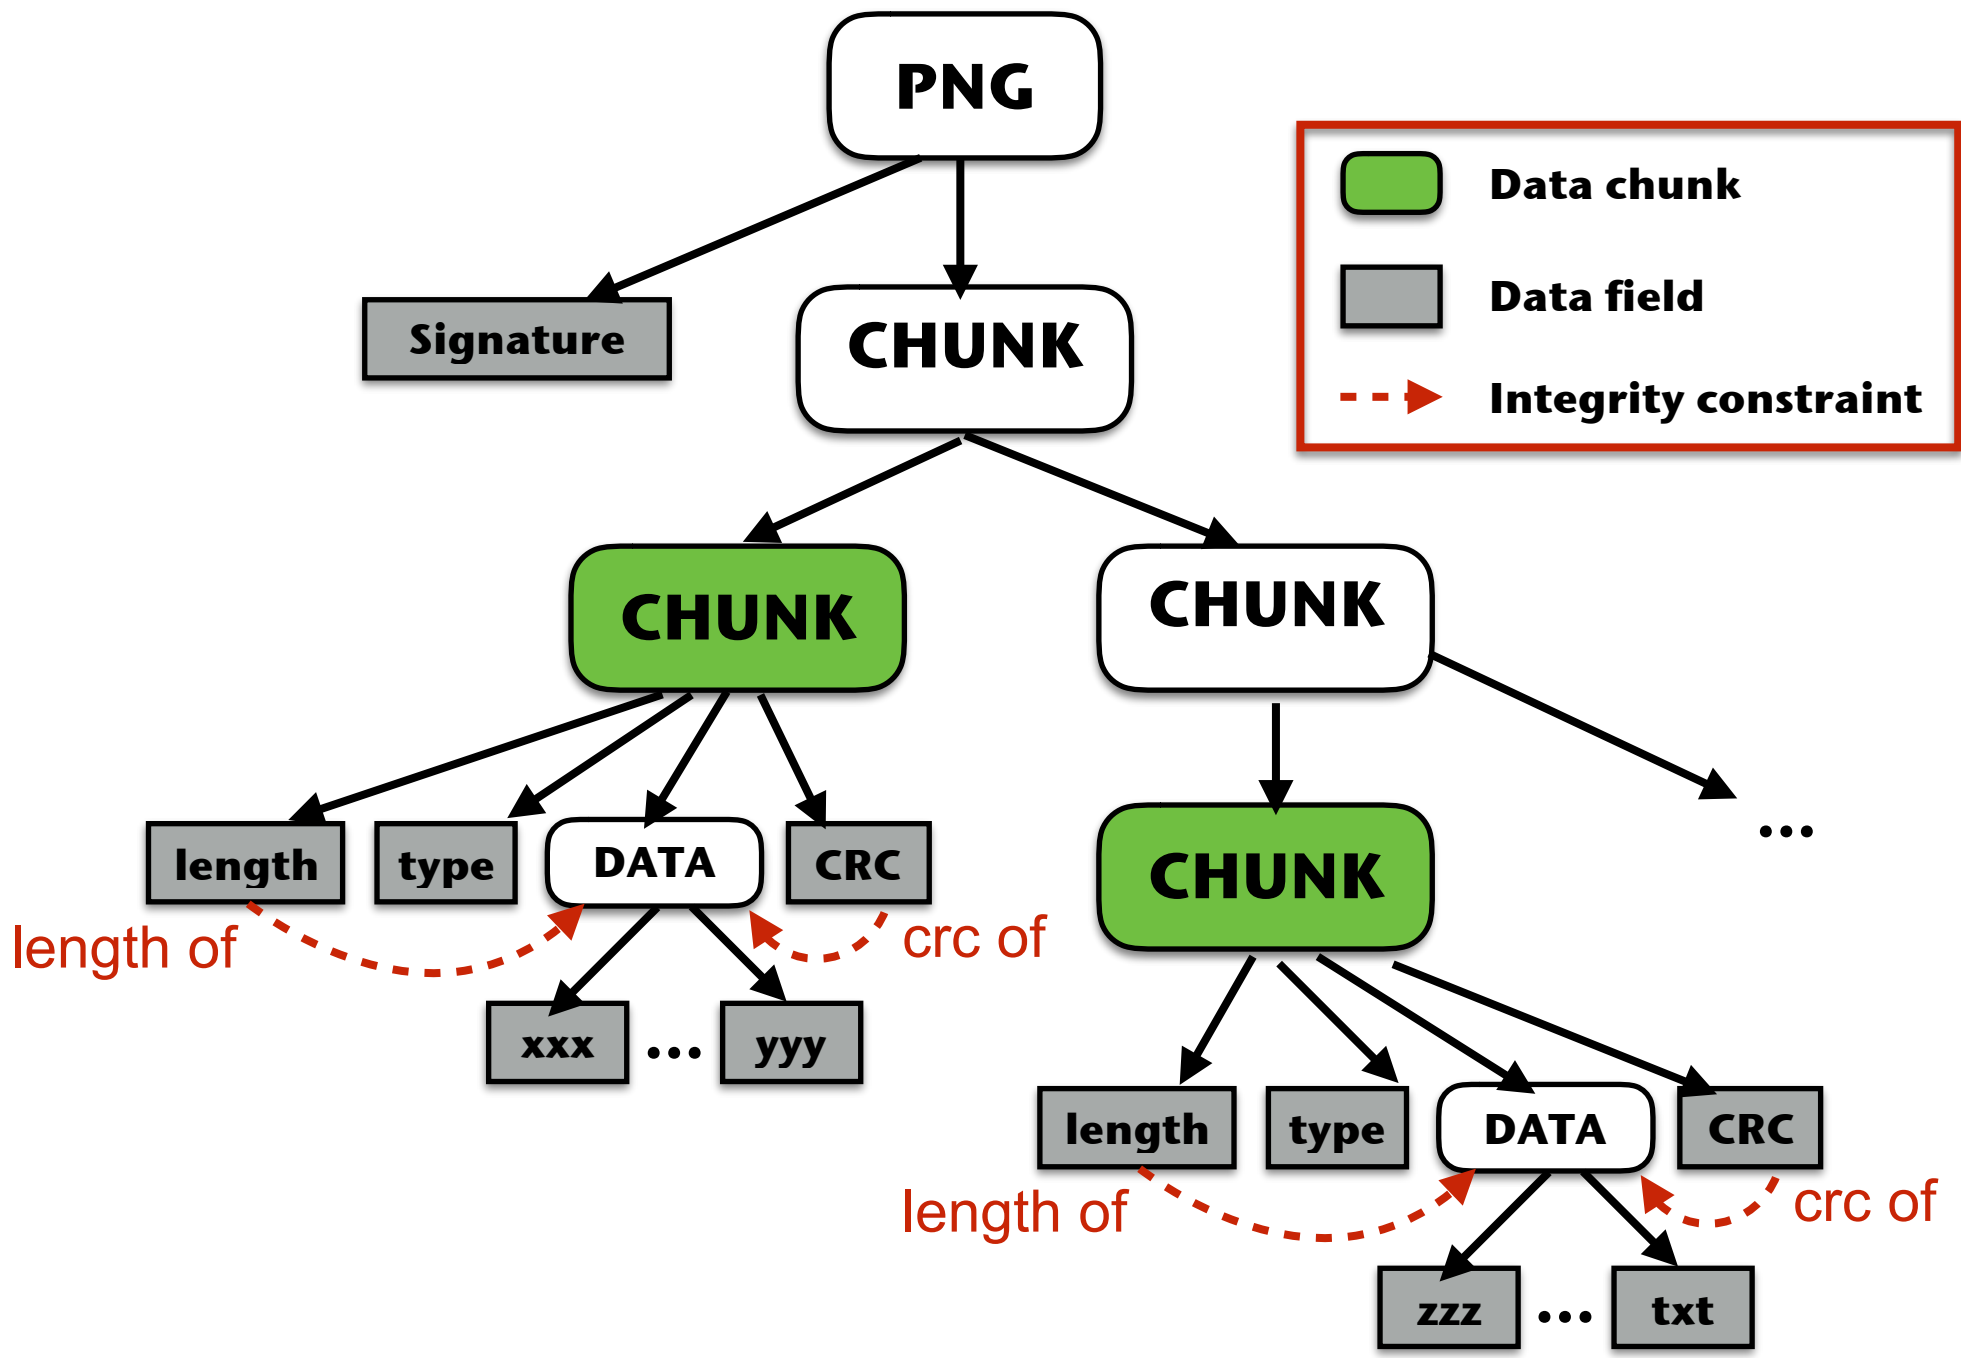 PNG
Data chunk
Data field
Integrity constraint
Signature
CHUNK
CHUNK
CHUNK
length
type
DATA
CRC
...
length of
crc of
CHUNK
xxx
...
yyy
length
type
DATA
CRC
length of
crc of
zzz
...
txt